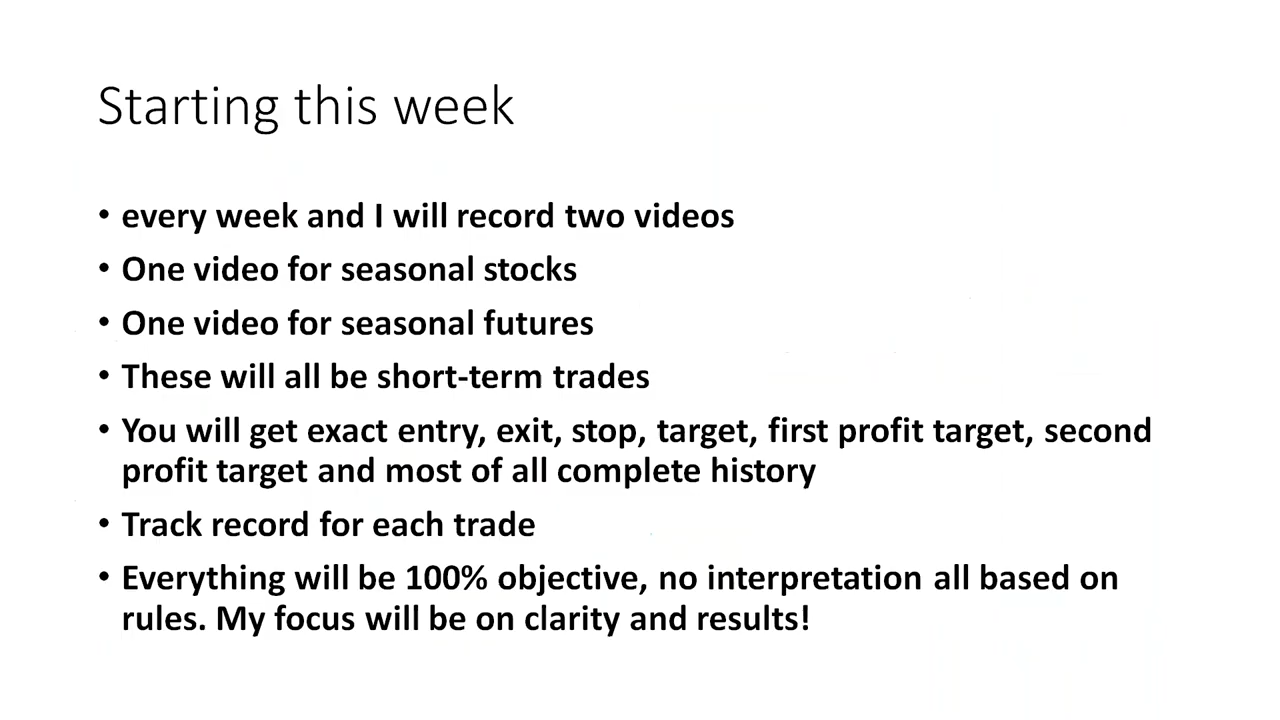 Starting this week
• every week and I will record two videos
• One video for seasonal stocks
• One video for seasonal futures
• These will all be short-term trades
• You will get exact entry, exit, stop, target, first profit target, second
profit target and most of all complete history
• Track record for each trade
• Everything will be 100% objective, no interpretation all based on
rules. My focus will be on clarity and results!